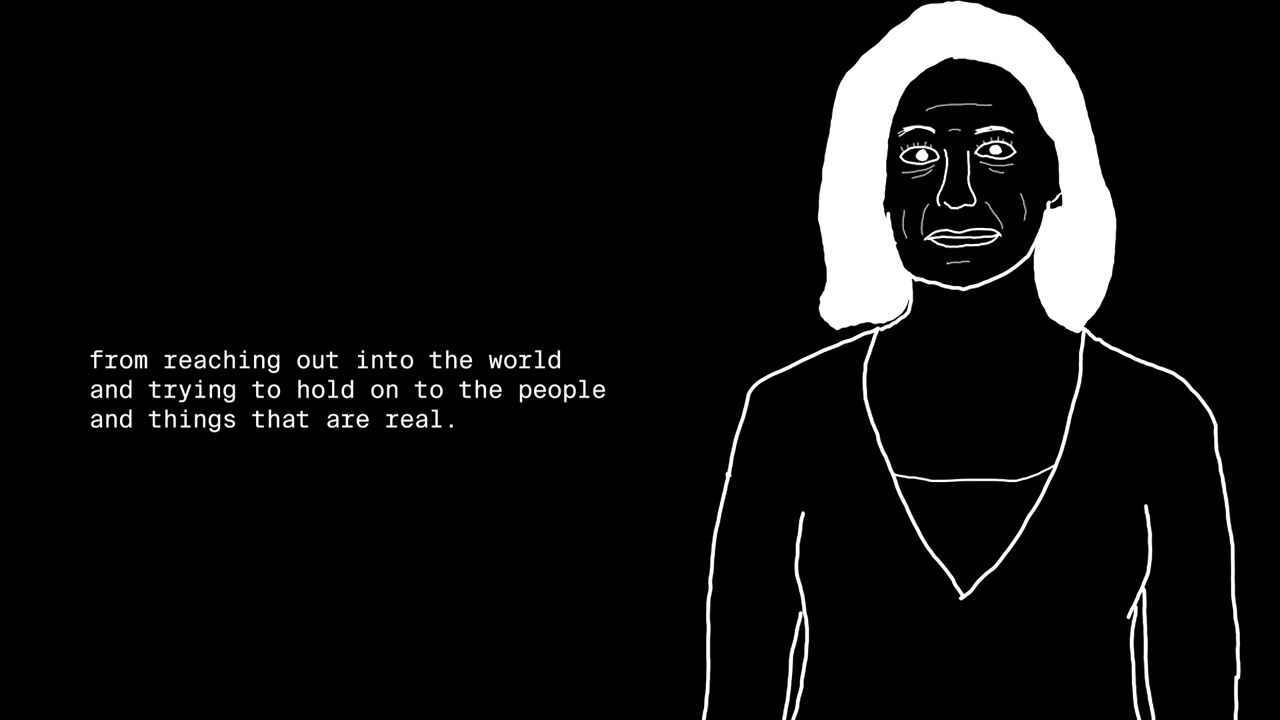 from reaching out into the world
and trying to hold on to the people
and things that are real.